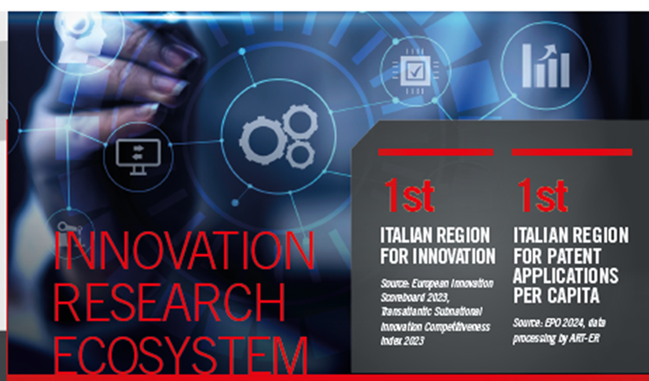 INNOVATION
RESEARCH
ECOSYSTEM
1st
ITALIAN REGION
FOR INNOVATION
Source: European Innovation
Scoreboard 2023,
Transatlantic Subnational
Innovation Competitiveness
Index 2023
1st
ITALIAN REGION
FOR PATENT
APPLICATIONS
PER CAPITA
Source: EPO 2024, data
processing by ART-ER